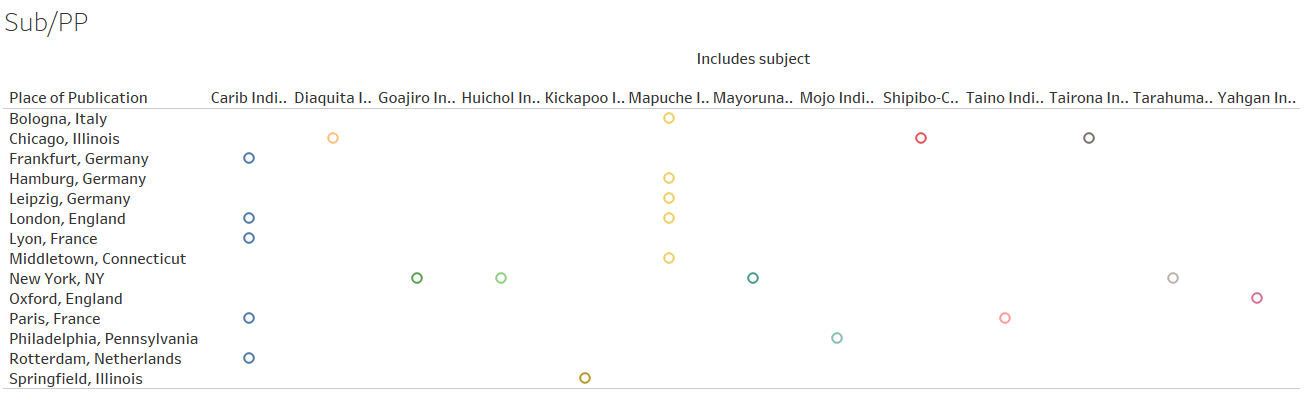 Sub/PP
Includes subject
Place of Publication Carib Indi.. Diaquita I.. Goajiro In.. Huichol In.. Kickapoo I.. Mapuche I.. Mayoruna.. Mojo Indi.. Shipibo-C.. Taino Indi.. Tairona In.. Tarahuma.. Yahgan In..
Bologna, Italy
Chicago, Illinois
Frankfurt, Germany
Hamburg, Germany
Leipzig, Germany
London, England
Lyon, France
Middletown, Connecticut
New York, NY
Oxford, England
Paris, France
Philadelphia, Pennsylvania
Rotterdam, Netherlands
Springfield, Illinois